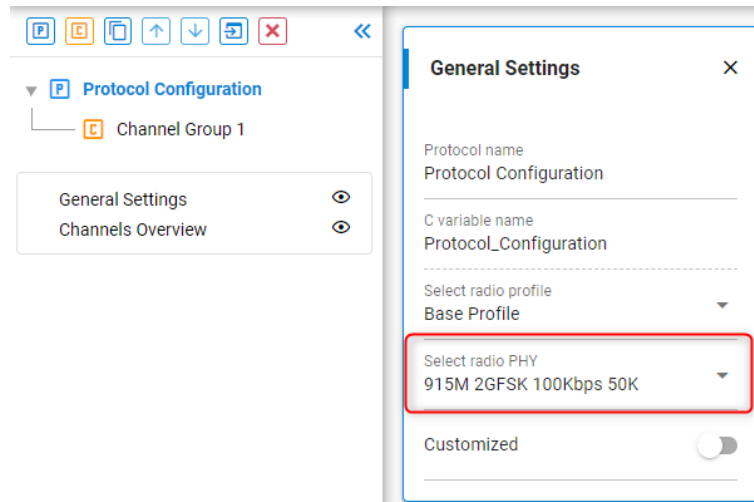 P C
P Protocol Configuration
C Channel Group 1
General Settings
Channels Overview
General Settings
Protocol name
Protocol Configuration
C variable name
Protocol_Configuration
Select radio profile
Base Profile
Select radio PHY
915M 2GFSK 100Kbps 50K
Customized